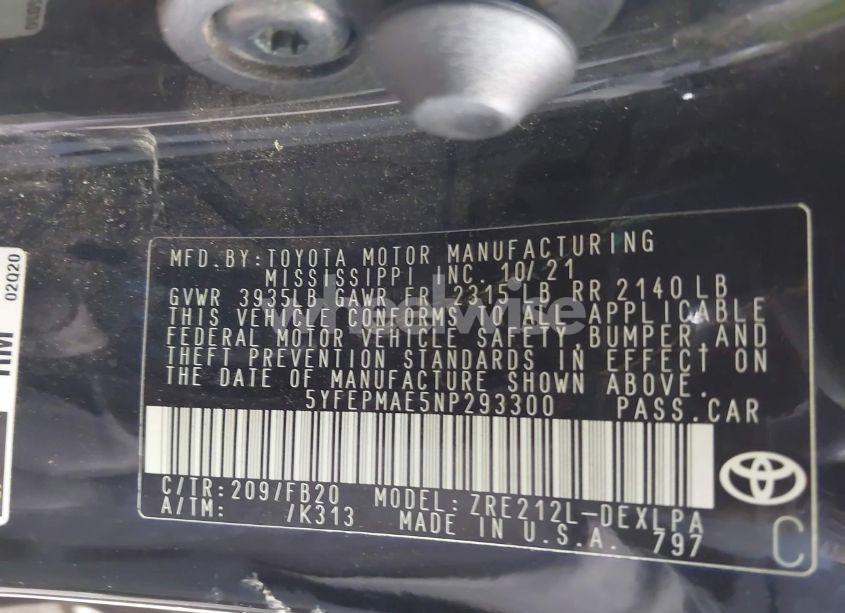 MFD. BY: TOYOTA MOTOR MANUFACTURING
MISSISSIPPI INC. 10/21
GVWR 3935LB GAWR FR 2315LB RR 2140LB
THIS VEHICLE CONFORMS TO ALL APPLICABLE
FEDERAL MOTOR VEHICLE SAFETY, BUMPER, AND
THEFT PREVENTION STANDARDS IN EFFECT ON
THE DATE OF MANUFACTURE SHOWN ABOVE.
5YFEPMAE5NP293300 PASS. CAR
C/TR: 209/FB20 MODEL: ZRE212L-DEXLPA
A/TM: /K313 MADE IN U.S.A. 797
C
02Q20
wheelwise